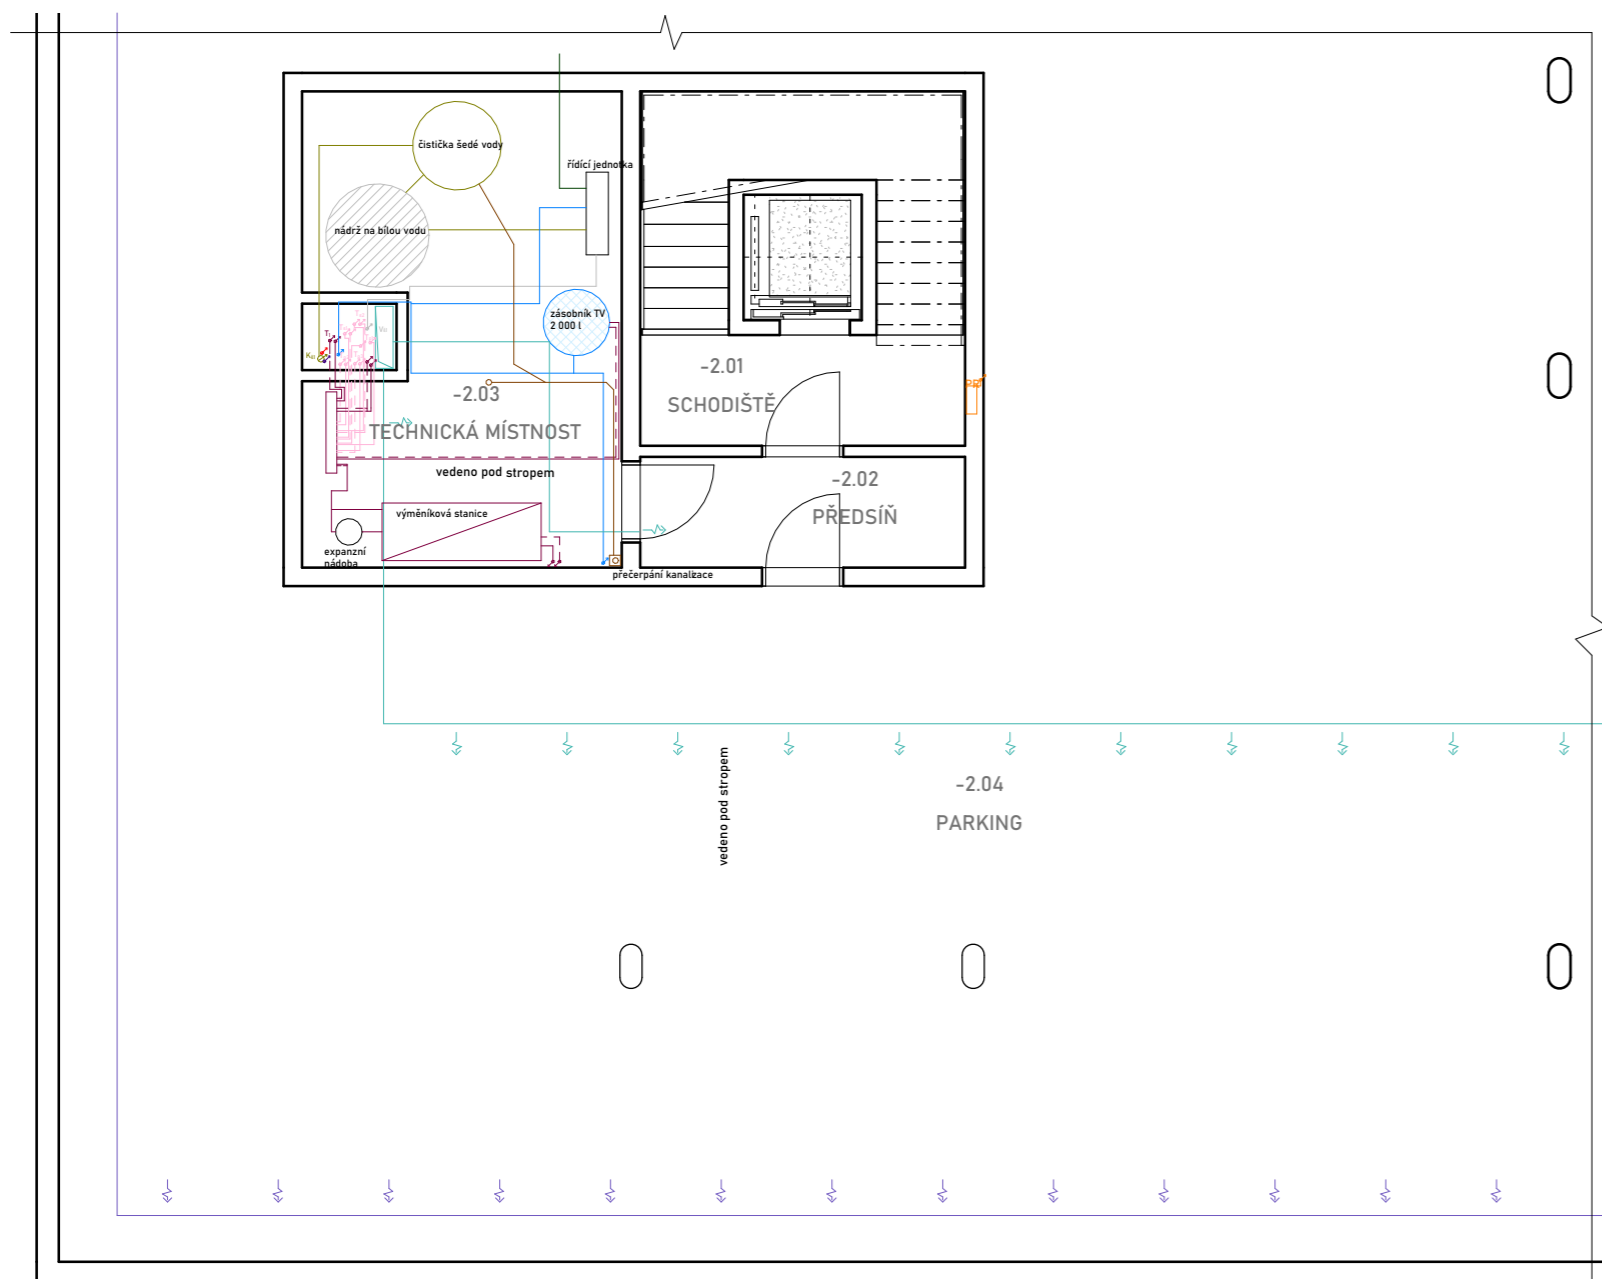 čistička šedé vody
řídící jednotka
nádrž na bílou vodu
zásobník TV
2 000 l
-2.01
SCHODIŠTĚ
-2.03
TECHNICKÁ MÍSTNOST
vedeno pod stropem
-2.02
PŘEDSÍŇ
výměníková stanice
expanzní
nádoba
přečerpání kanalizace
vedeno pod stropem
-2.04
PARKING